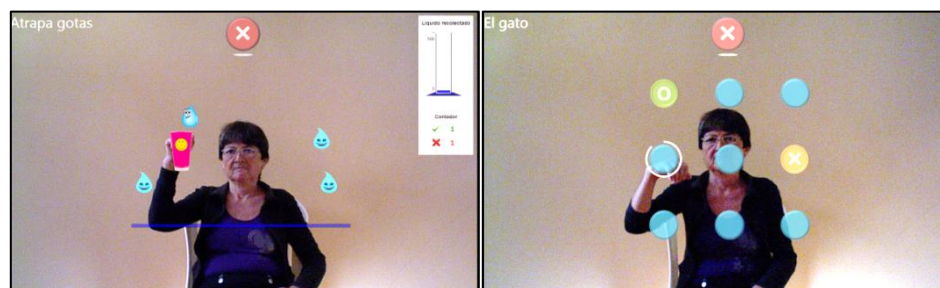 Atrapa gotas
Líquido recolectado
Contador
✓ 1
✗ 1
El gato
O
X